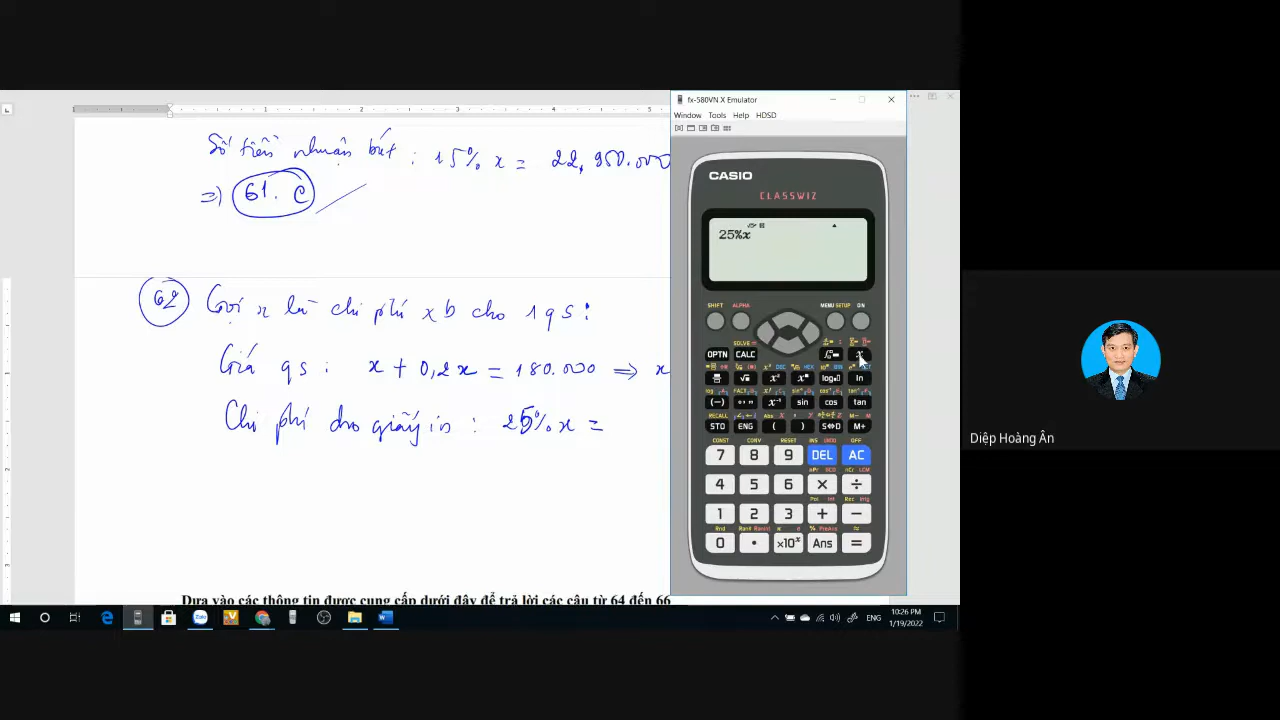 Số tiền nhuận bút : 15% x = 22,950.000
=> 61. C
62 Gọi x là chi phí xb cho 1 qs :
Giá qs : x + 0,2x = 180.000 => x
Chi phí cho giấy in : 25% x =
Dựa vào các thông tin được cung cấp dưới đây để trả lời các câu từ 64 đến 66
fx-580VN X Emulator
Window Tools Help HDSD
CASIO
CLASSWIZ
25%x
SHIFT ALPHA MENU SETUP ON
OPTN CALC x
(−) x⁻¹ sin cos tan
STO ENG ( ) S⇔D M+
7 8 9 DEL AC
4 5 6 × ÷
1 2 3 + −
0 • ×10ˣ Ans =
Diệp Hoàng Ân
ENG
10:26 PM
1/19/2022